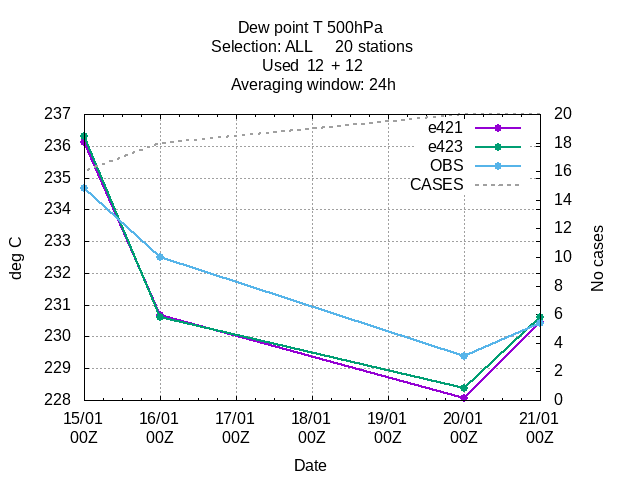 Dew point T 500hPa
Selection: ALL 20 stations
Used 12 + 12
Averaging window: 24h
237 20
236 18
235 16
234 14
233 12
232 10
231 8
230 6
229 4
228 2
0
e421
e423
OBS
CASES
deg C
No cases
15/01 16/01 17/01 18/01 19/01 20/01 21/01
00Z 00Z 00Z 00Z 00Z 00Z 00Z
Date